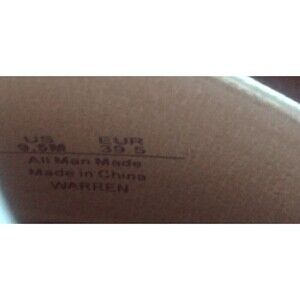 US EUR
9.5M 39.5
All Man Made
Made in China
WARREN